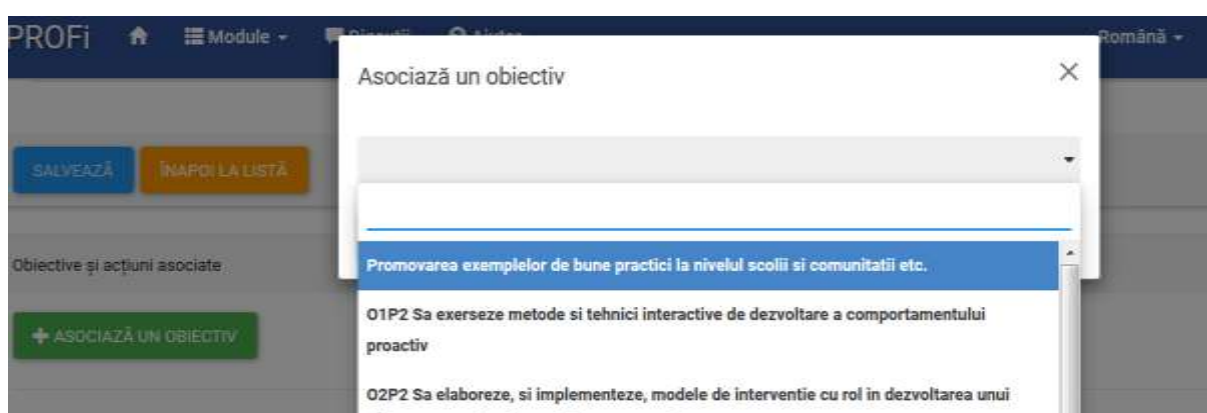 PROFi Module Română
Asociază un obiectiv
SALVEAZĂ ÎNAPOI LA LISTĂ
Obiective și acțiuni asociate
Promovarea exemplelor de bune practici la nivelul scolii si comunitatii etc.
O1P2 Sa exerseze metode si tehnici interactive de dezvoltare a comportamentului
proactiv
+ ASOCIAZĂ UN OBIECTIV
O2P2 Sa elaboreze, si implementeze, modele de interventie cu rol in dezvoltarea unui